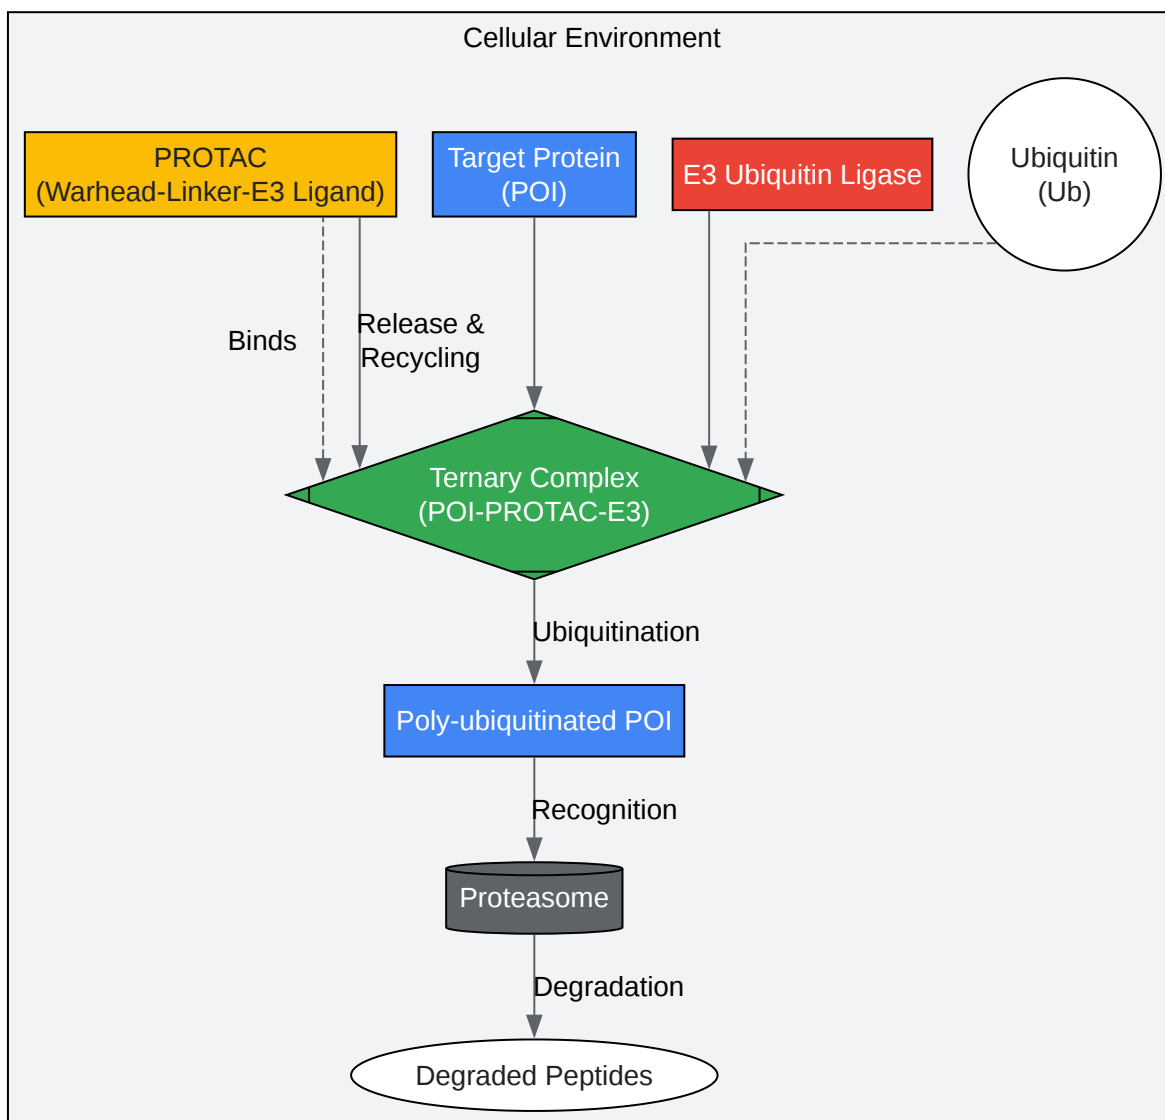 Cellular Environment
PROTAC
(Warhead-Linker-E3 Ligand)
Target Protein
(POI)
E3 Ubiquitin Ligase
Ubiquitin
(Ub)
Binds
Release &
Recycling
Ternary Complex
(POI-PROTAC-E3)
Ubiquitination
Poly-ubiquitinated POI
Recognition
Proteasome
Degradation
Degraded Peptides